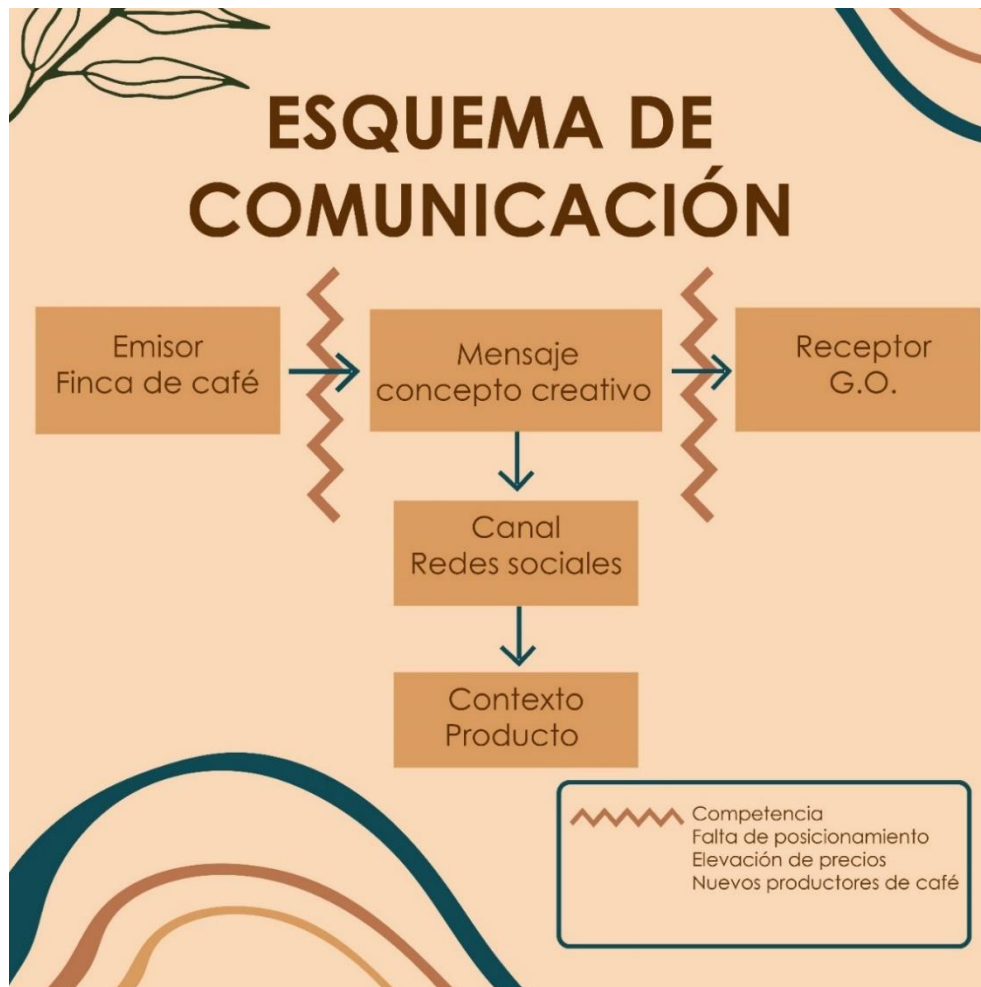 ESQUEMA DE
COMUNICACIÓN
Emisor
Finca de café
Mensaje
concepto creativo
Receptor
G.O.
Canal
Redes sociales
Contexto
Producto
Competencia
Falta de posicionamiento
Elevación de precios
Nuevos productores de café